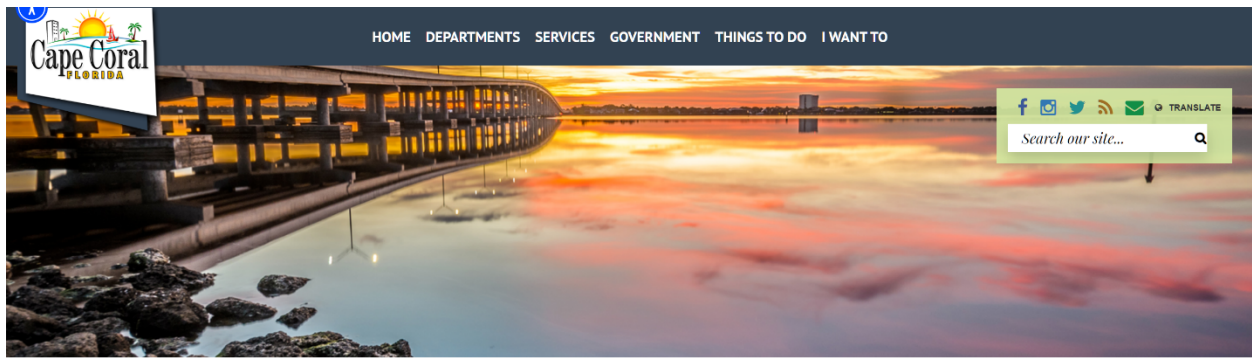 Cape Coral
FLORIDA
HOME DEPARTMENTS SERVICES GOVERNMENT THINGS TO DO I WANT TO
TRANSLATE
Search our site...